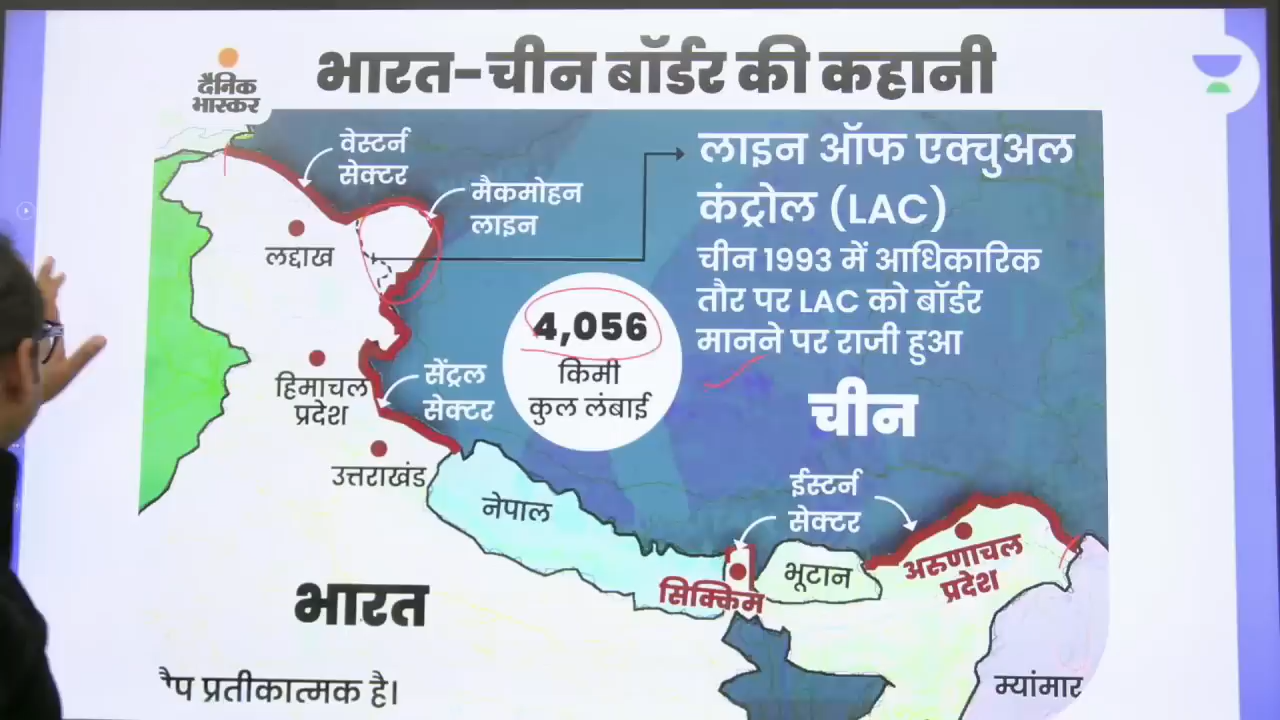 दैनिक
भास्कर
भारत-चीन बॉर्डर की कहानी
वेस्टर्न
सेक्टर
मैकमोहन
लाइन
लाइन ऑफ एक्चुअल
कंट्रोल (LAC)
चीन 1993 में आधिकारिक
तौर पर LAC को बॉर्डर
मानने पर राजी हुआ
लद्दाख
4,056
किमी
कुल लंबाई
हिमाचल
प्रदेश
सेंट्रल
सेक्टर
चीन
उत्तराखंड
नेपाल
ईस्टर्न
सेक्टर
सिक्किम
भूटान
अरुणाचल
प्रदेश
भारत
मैप प्रतीकात्मक है।
म्यांमार